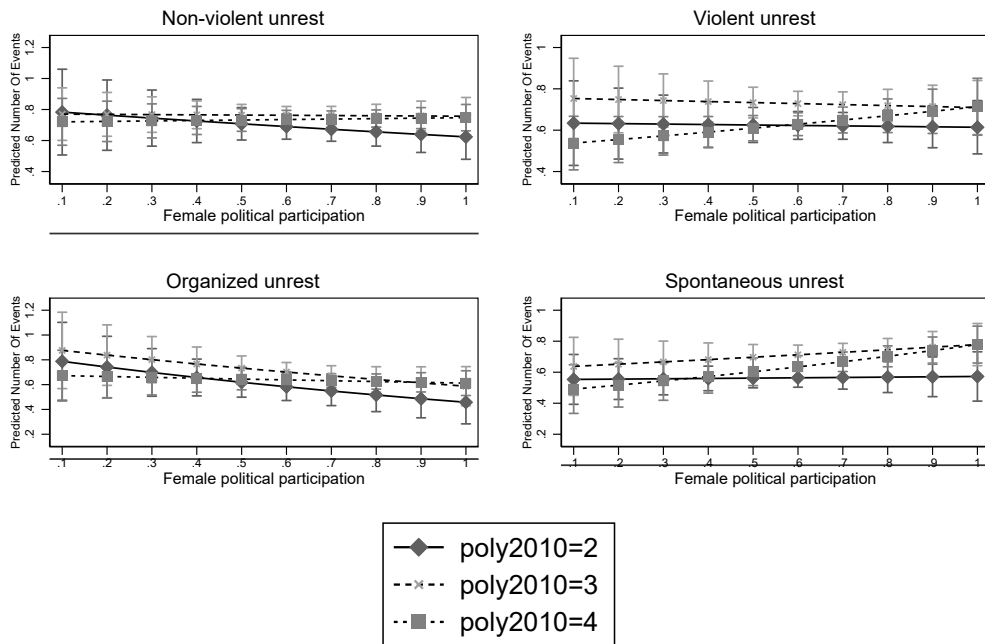 Non-violent unrest
Predicted Number Of Events
.4 .6 .8 1 1.2
.1 .2 .3 .4 .5 .6 .7 .8 .9 1
Female political participation
Violent unrest
Predicted Number Of Events
.4 .6 .8 1
.1 .2 .3 .4 .5 .6 .7 .8 .9 1
Female political participation
Organized unrest
Predicted Number Of Events
.2 .4 .6 .8 1 1.2
.1 .2 .3 .4 .5 .6 .7 .8 .9 1
Female political participation
Spontaneous unrest
Predicted Number Of Events
.2 .4 .6 .8 1
.1 .2 .3 .4 .5 .6 .7 .8 .9 1
Female political participation
poly2010=2
poly2010=3
poly2010=4